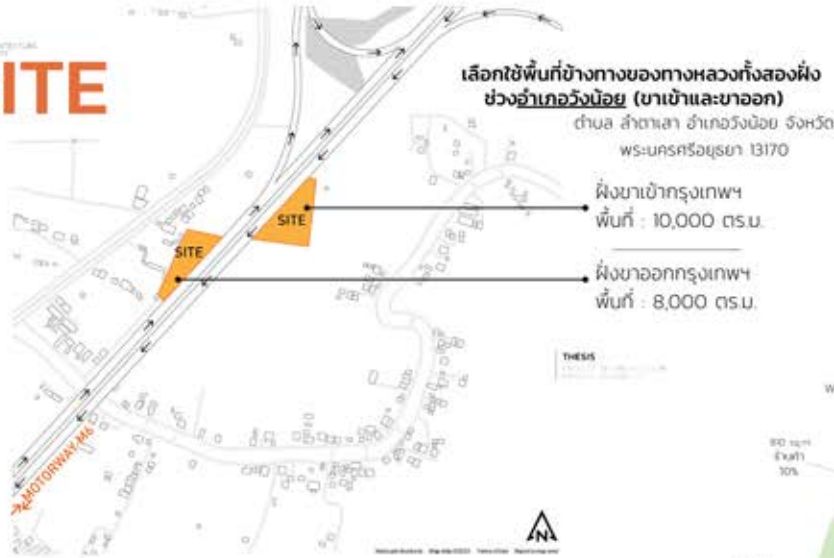 ITE
เลือกใช้พื้นที่ข้างทางของทางหลวงทั้งสองฝั่ง
ช่วงอำเภอวังน้อย (ขาเข้าและขาออก)
ตำบล ลำตาเสา อำเภอวังน้อย จังหวัด
พระนครศรีอยุธยา 13170
ฝั่งขาเข้ากรุงเทพฯ
พื้นที่ : 10,000 ตร.ม.
SITE
SITE
ฝั่งขาออกกรุงเทพฯ
พื้นที่ : 8,000 ตร.ม.
THESIS
W
ร้านค้า
10%
MOTORWAY M6
N